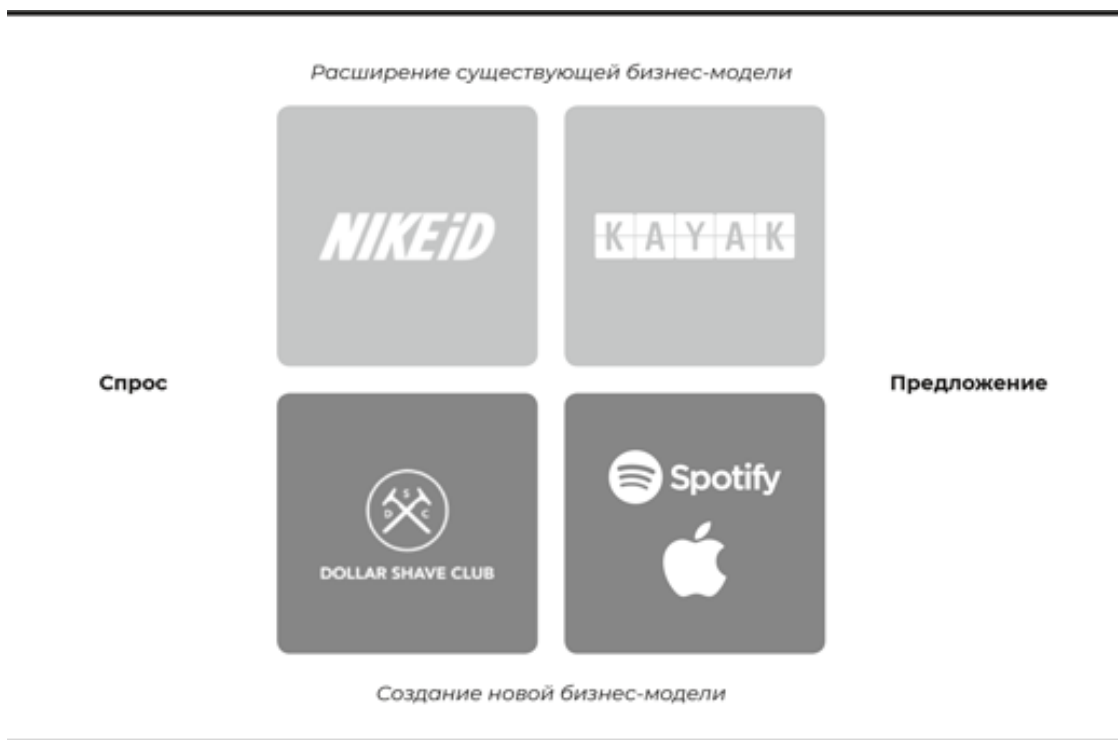 Расширение существующей бизнес-модели
NIKEiD
KAYAK
Спрос
Предложение
D S C
DOLLAR SHAVE CLUB
Spotify
Создание новой бизнес-модели